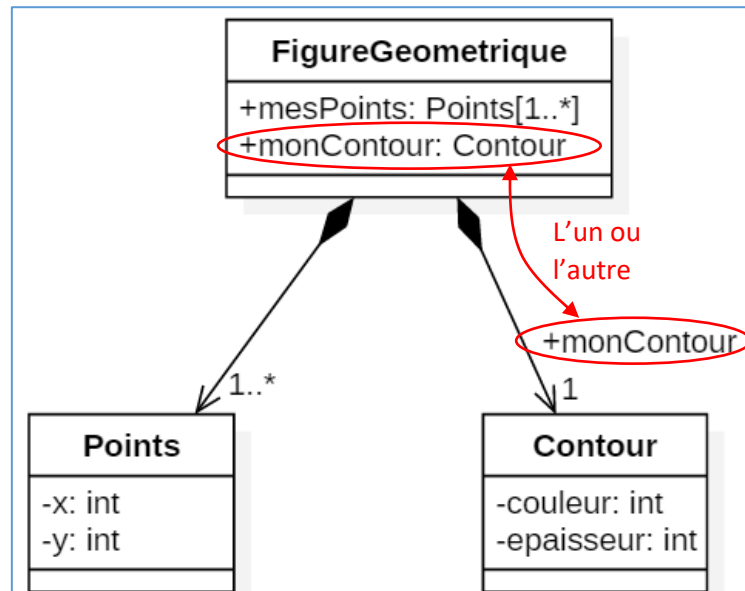 FigureGeometrique
+mesPoints: Points[1..*]
+monContour: Contour
L’un ou
l’autre
+monContour
1..*
1
Points
-x: int
-y: int
Contour
-couleur: int
-epaisseur: int